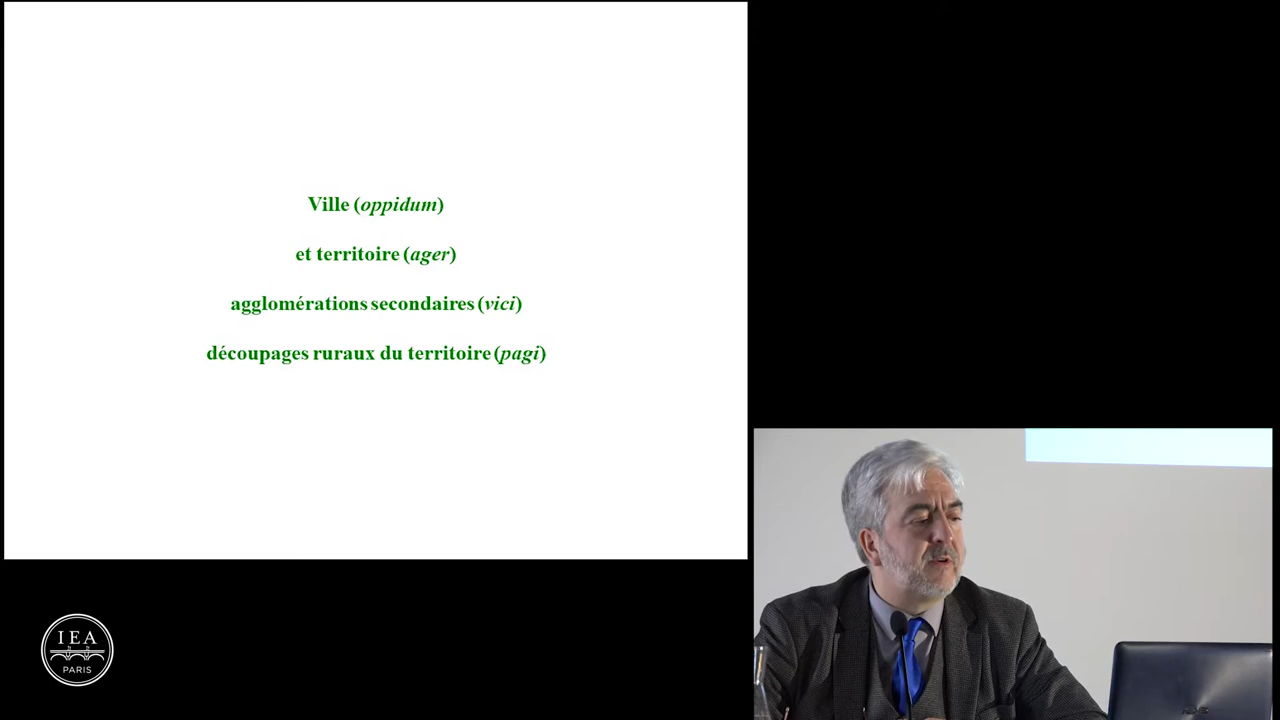 Ville (oppidum)
et territoire (ager)
agglomérations secondaires (vici)
découpages ruraux du territoire (pagi)
IEA
PARIS